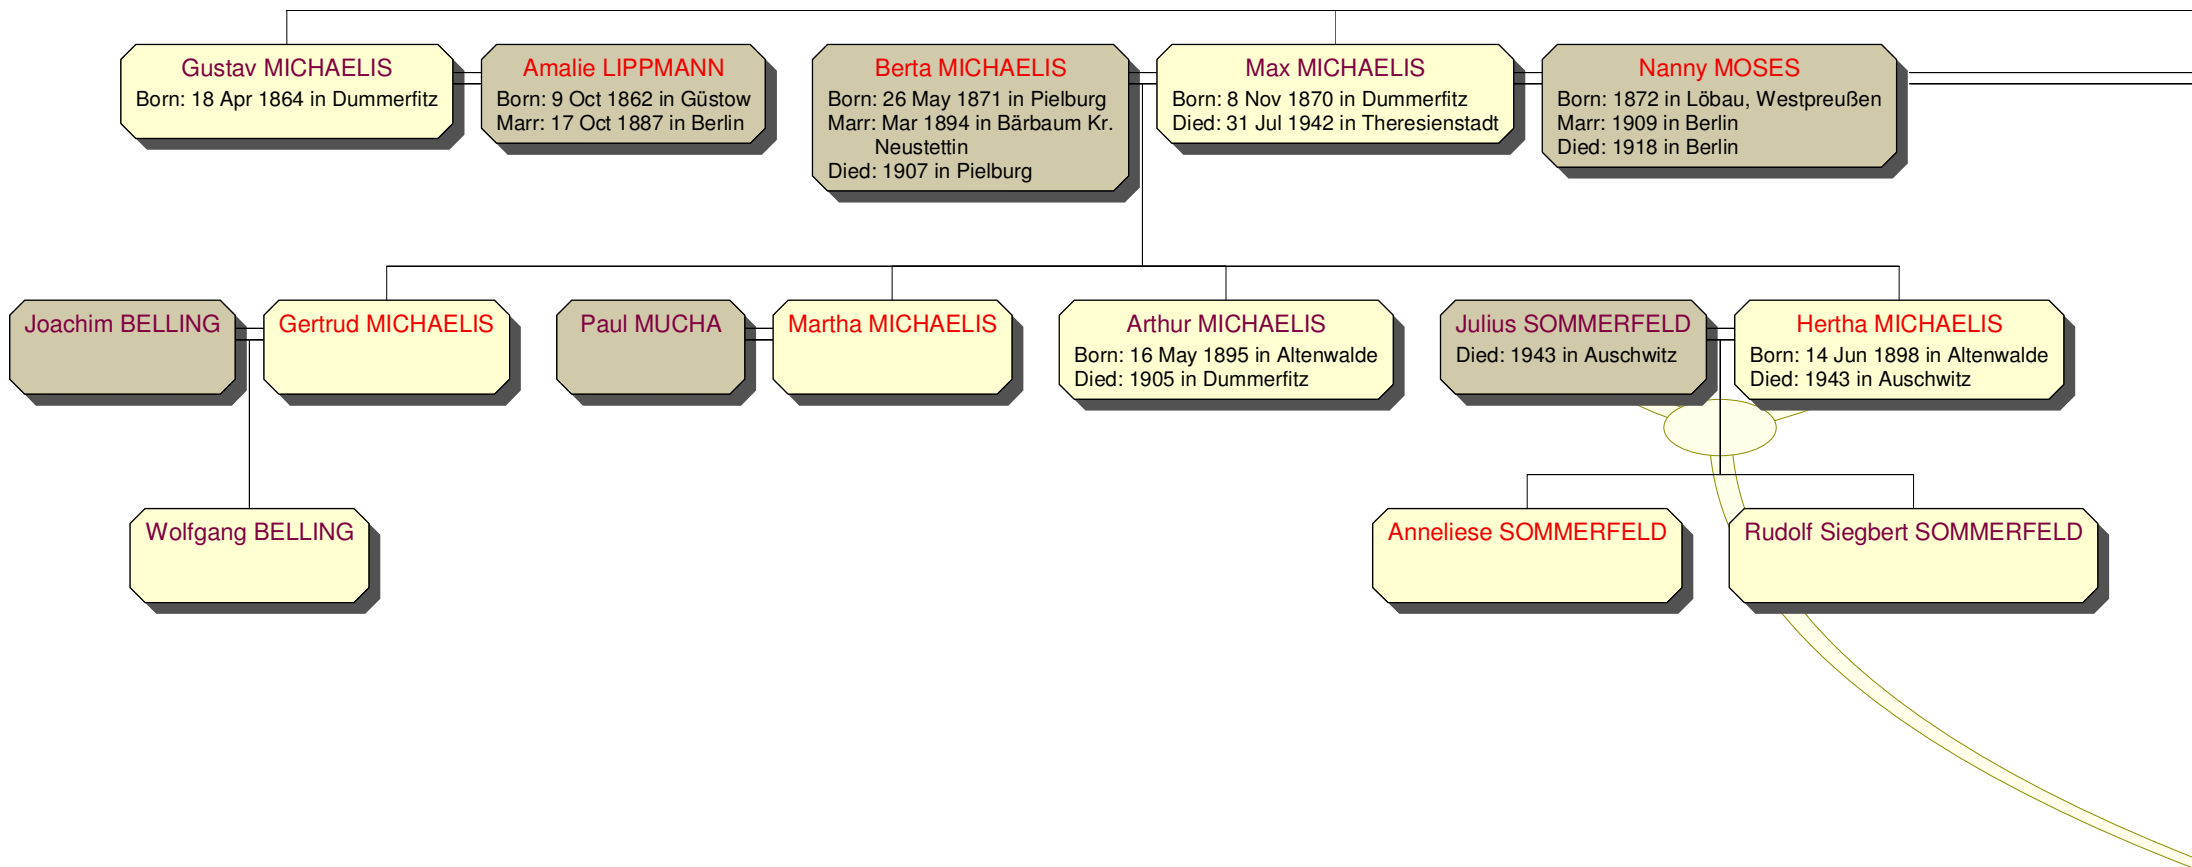 Gustav MICHAELIS
Born: 18 Apr 1864 in Dummerfitz
Amalie LIPPMANN
Born: 9 Oct 1862 in Güstow
Marr: 17 Oct 1887 in Berlin
Berta MICHAELIS
Born: 26 May 1871 in Pielburg
Marr: Mar 1894 in Bärbaum Kr.
Neustettin
Died: 1907 in Pielburg
Max MICHAELIS
Born: 8 Nov 1870 in Dummerfitz
Died: 31 Jul 1942 in Theresienstadt
Nanny MOSES
Born: 1872 in Löbau, Westpreußen
Marr: 1909 in Berlin
Died: 1918 in Berlin
Joachim BELLING
Gertrud MICHAELIS
Paul MUCHA
Martha MICHAELIS
Arthur MICHAELIS
Born: 16 May 1895 in Altenwalde
Died: 1905 in Dummerfitz
Julius SOMMERFELD
Died: 1943 in Auschwitz
Hertha MICHAELIS
Born: 14 Jun 1898 in Altenwalde
Died: 1943 in Auschwitz
Wolfgang BELLING
Anneliese SOMMERFELD
Rudolf Siegbert SOMMERFELD